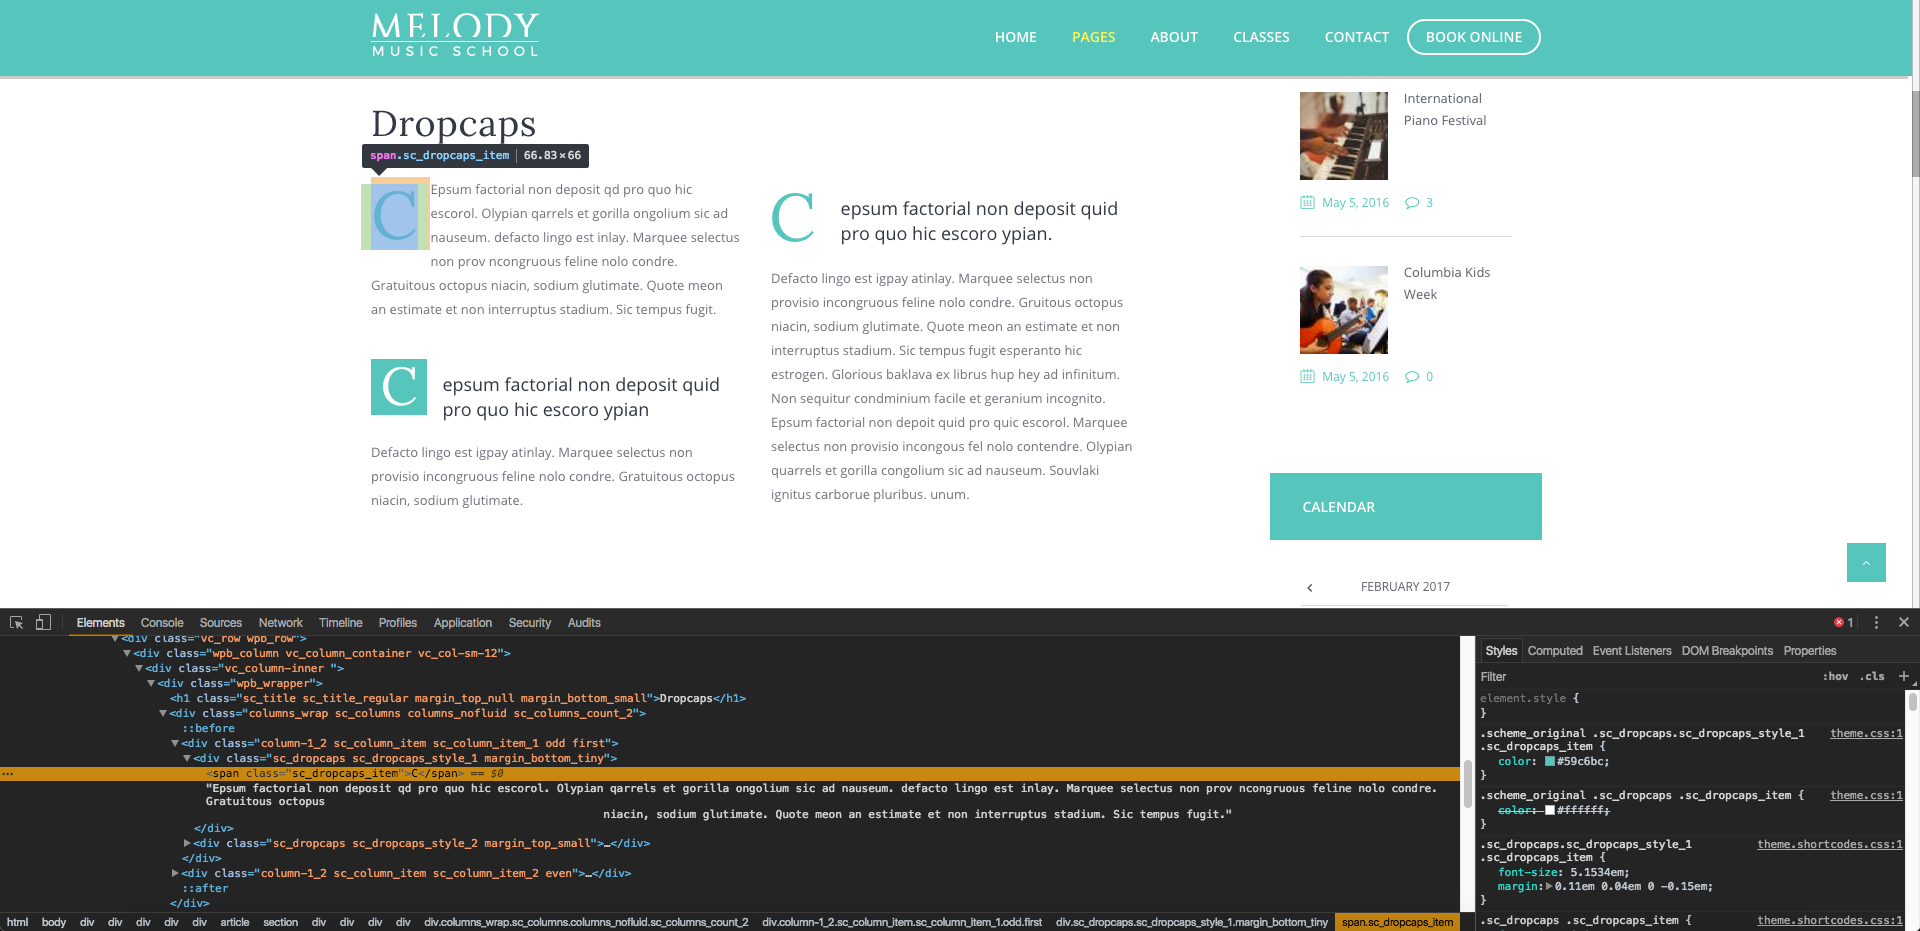 MELODY
MUSIC SCHOOL
HOME
PAGES
ABOUT
CLASSES
CONTACT
BOOK ONLINE
Dropcaps
span.sc_dropcaps_item | 66.83×66
C
Epsum factorial non deposit qd pro quo hic
escorol. Olypian qarrels et gorilla ongolium sic ad
nauseum. defacto lingo est inlay. Marquee selectus
non prov ncongruous feline nolo condre.
Gratuitous octopus niacin, sodium glutimate. Quote meon
an estimate et non interruptus stadium. Sic tempus fugit.
C
epsum factorial non deposit quid
pro quo hic escoro ypian
Defacto lingo est igpay atinlay. Marquee selectus non
provisio incongruous feline nolo condre. Gratuitous octopus
niacin, sodium glutimate.
C
epsum factorial non deposit quid
pro quo hic escoro ypian.
Defacto lingo est igpay atinlay. Marquee selectus non
provisio incongruous feline nolo condre. Gruitous octopus
niacin, sodium glutimate. Quote meon an estimate et non
interruptus stadium. Sic tempus fugit esperanto hic
estrogen. Glorious baklava ex librus hup hey ad infinitum.
Non sequitur condminium facile et geranium incognito.
Epsum factorial non depoit quid pro quic escorol. Marquee
selectus non provisio incongous fel nolo contendre. Olypian
quarrels et gorilla congolium sic ad nauseum. Souvlaki
ignitus carborue pluribus. unum.
International
Piano Festival
May 5, 2016
3
Columbia Kids
Week
May 5, 2016
0
CALENDAR
FEBRUARY 2017
Elements
Console
Sources
Network
Timeline
Profiles
Application
Security
Audits
1
<div class="vc_row wpb_row">
<div class="wpb_column vc_column_container vc_col-sm-12">
<div class="vc_column-inner ">
<div class="wpb_wrapper">
<h1 class="sc_title sc_title_regular margin_top_null margin_bottom_small">Dropcaps</h1>
<div class="columns_wrap sc_columns columns_nofluid sc_columns_count_2">
::before
<div class="column-1_2 sc_column_item sc_column_item_1 odd first">
<div class="sc_dropcaps sc_dropcaps_style_1 margin_bottom_tiny">
<span class="sc_dropcaps_item">C</span> == $0
"Epsum factorial non deposit qd pro quo hic escorol. Olypian qarrels et gorilla ongolium sic ad nauseum. defacto lingo est inlay. Marquee selectus non prov ncongruous feline nolo condre.
Gratuitous octopus
niacin, sodium glutimate. Quote meon an estimate et non interruptus stadium. Sic tempus fugit."
</div>
<div class="sc_dropcaps sc_dropcaps_style_2 margin_top_small">…</div>
</div>
<div class="column-1_2 sc_column_item sc_column_item_2 even">…</div>
::after
</div>
html body div div div div div article section div div div div div.columns_wrap.sc_columns.columns_nofluid.sc_columns_count_2 div.column-1_2.sc_column_item.sc_column_item_1.odd.first div.sc_dropcaps.sc_dropcaps_style_1.margin_bottom_tiny span.sc_dropcaps_item
Styles
Computed
Event Listeners
DOM Breakpoints
Properties
Filter
:hov .cls +
element.style {
}
.scheme_original .sc_dropcaps.sc_dropcaps_style_1 theme.css:1
.sc_dropcaps_item {
color: #59c6bc;
}
.scheme_original .sc_dropcaps .sc_dropcaps_item { theme.css:1
color: #ffffff;
}
.sc_dropcaps.sc_dropcaps_style_1 theme.shortcodes.css:1
.sc_dropcaps_item {
font-size: 5.1534em;
margin: 0.11em 0.04em 0 -0.15em;
}
.sc_dropcaps .sc_dropcaps_item { theme.shortcodes.css:1